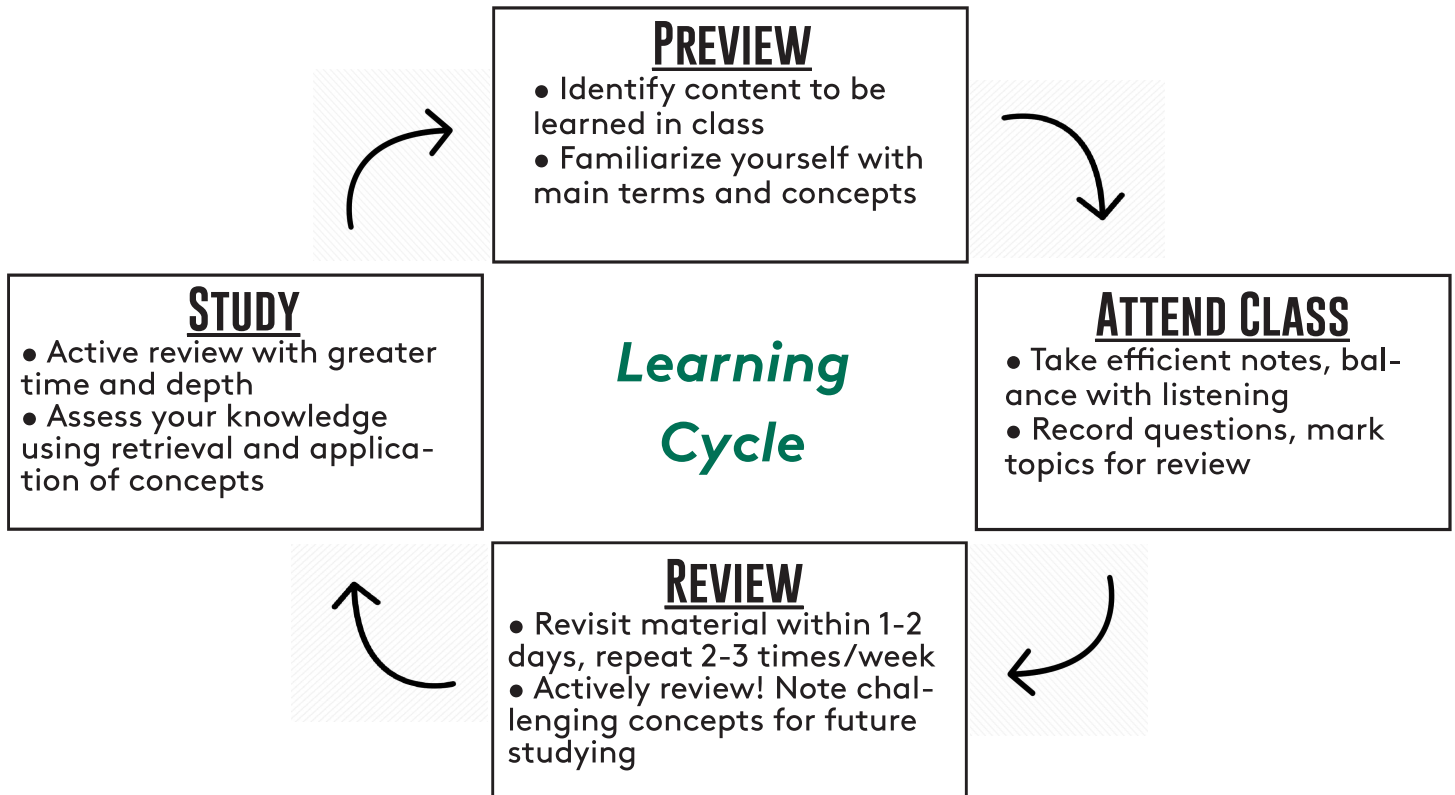 PREVIEW
● Identify content to be
learned in class
● Familiarize yourself with
main terms and concepts
STUDY
● Active review with greater
time and depth
● Assess your knowledge
using retrieval and applica-
tion of concepts
Learning
Cycle
ATTEND CLASS
● Take efficient notes, bal-
ance with listening
● Record questions, mark
topics for review
REVIEW
● Revisit material within 1-2
days, repeat 2-3 times/week
● Actively review! Note chal-
lenging concepts for future
studying